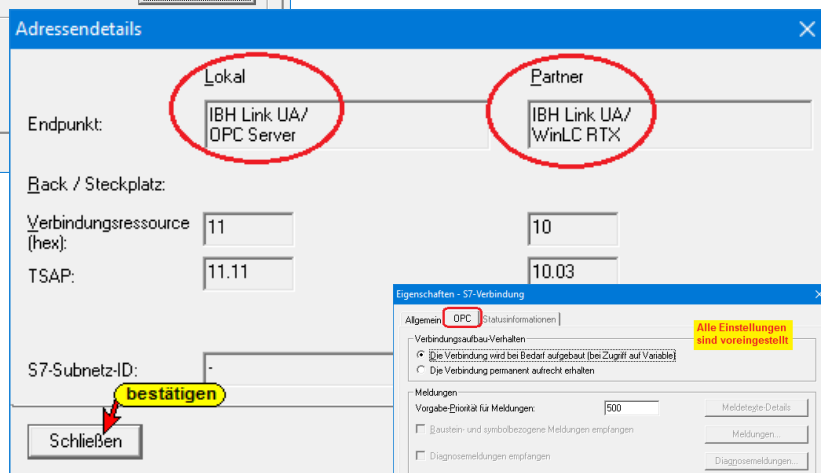 Adressendetails
Lokal
Partner
Endpunkt:
IBH Link UA/
OPC Server
IBH Link UA/
WinLC RTX
Rack / Steckplatz:
Verbindungsressource
(hex):
11
10
TSAP:
11.11
10.03
S7-Subnetz-ID:
-
bestätigen
Schließen
Eigenschaften - S7-Verbindung
Allgemein OPC Statusinformationen
Alle Einstellungen
sind voreingestellt
Verbindungsaufbau-Verhalten
Die Verbindung wird bei Bedarf aufgebaut (bei Zugriff auf Variable)
Die Verbindung permanent aufrecht erhalten
Meldungen
Vorgabe-Priorität für Meldungen: 500 Meldetexte-Details
Baustein- und symbolbezogene Meldungen empfangen Meldungen...
Diagnosemeldungen empfangen Diagnosemeldungen...